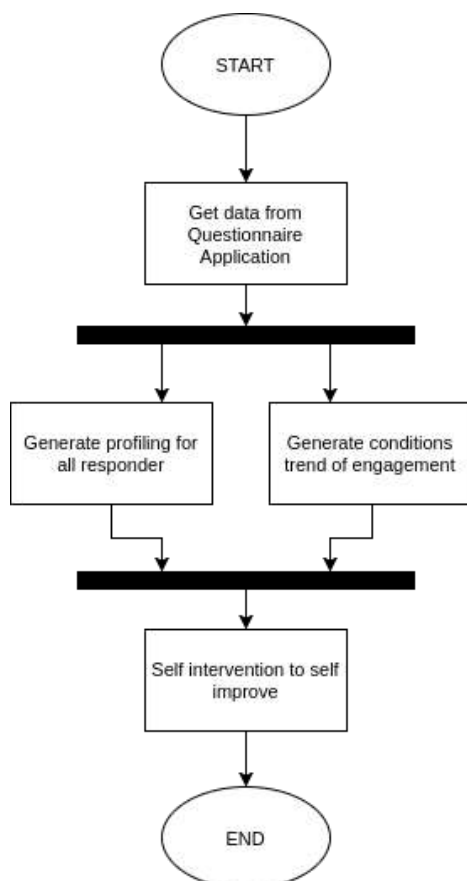 START
Get data from
Questionnaire
Application
Generate profiling for
all responder
Generate conditions
trend of engagement
Self intervention to self
improve
END